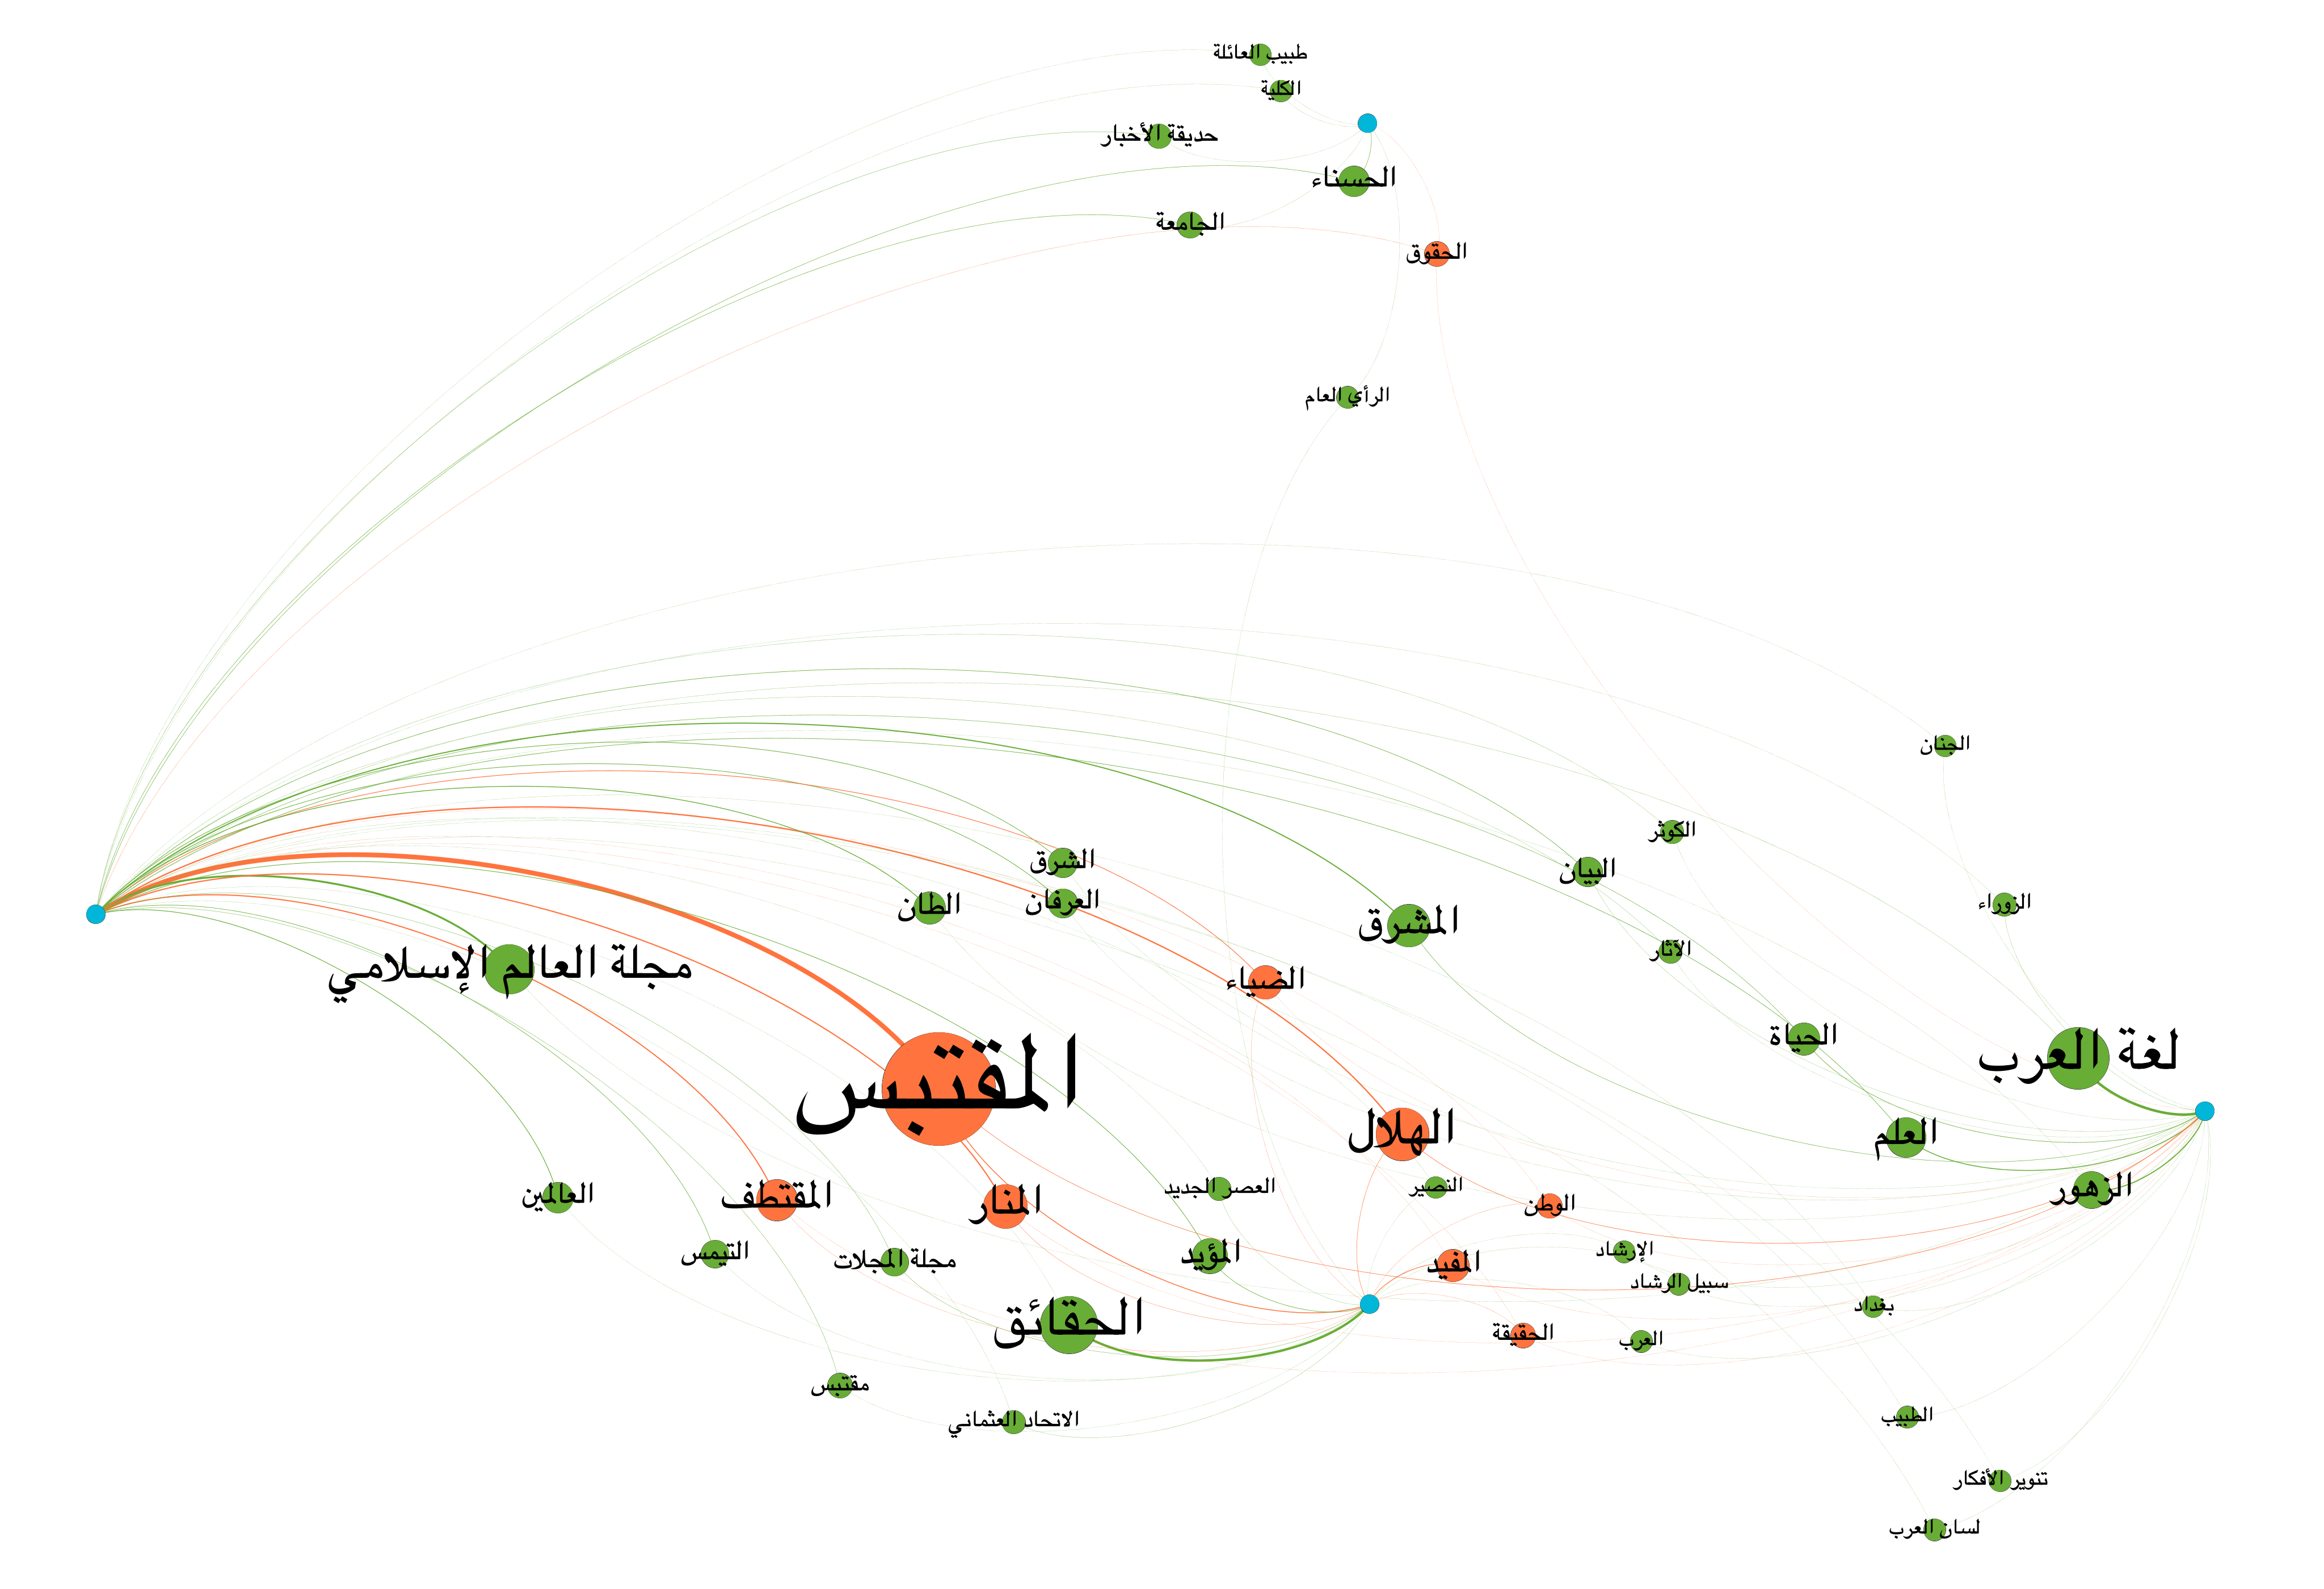 طبيب العائلة
الكلية
حديقة الأخبار
الحسناء
الجامعة
الحقوق
الرأي العام
الجنان
الكوثر
الشرق
البيان
العرفان
الطان
الزوراء
المشرق
الآثار
مجلة العالم الإسلامي
الضياء
الحياة
لغة العرب
المقتبس
الهلال
العلم
العصر الجديد
النصير
الزهور
العالمين
المقتطف
المنار
الوطن
التيمس
مجلة المجلات
المؤيد
المفيد
الإرشاد
سبيل الرشاد
بغداد
الحقائق
الحقيقة
العرب
مقتبس
الاتحاد العثماني
الطبيب
تنوير الأفكار
لسان العرب